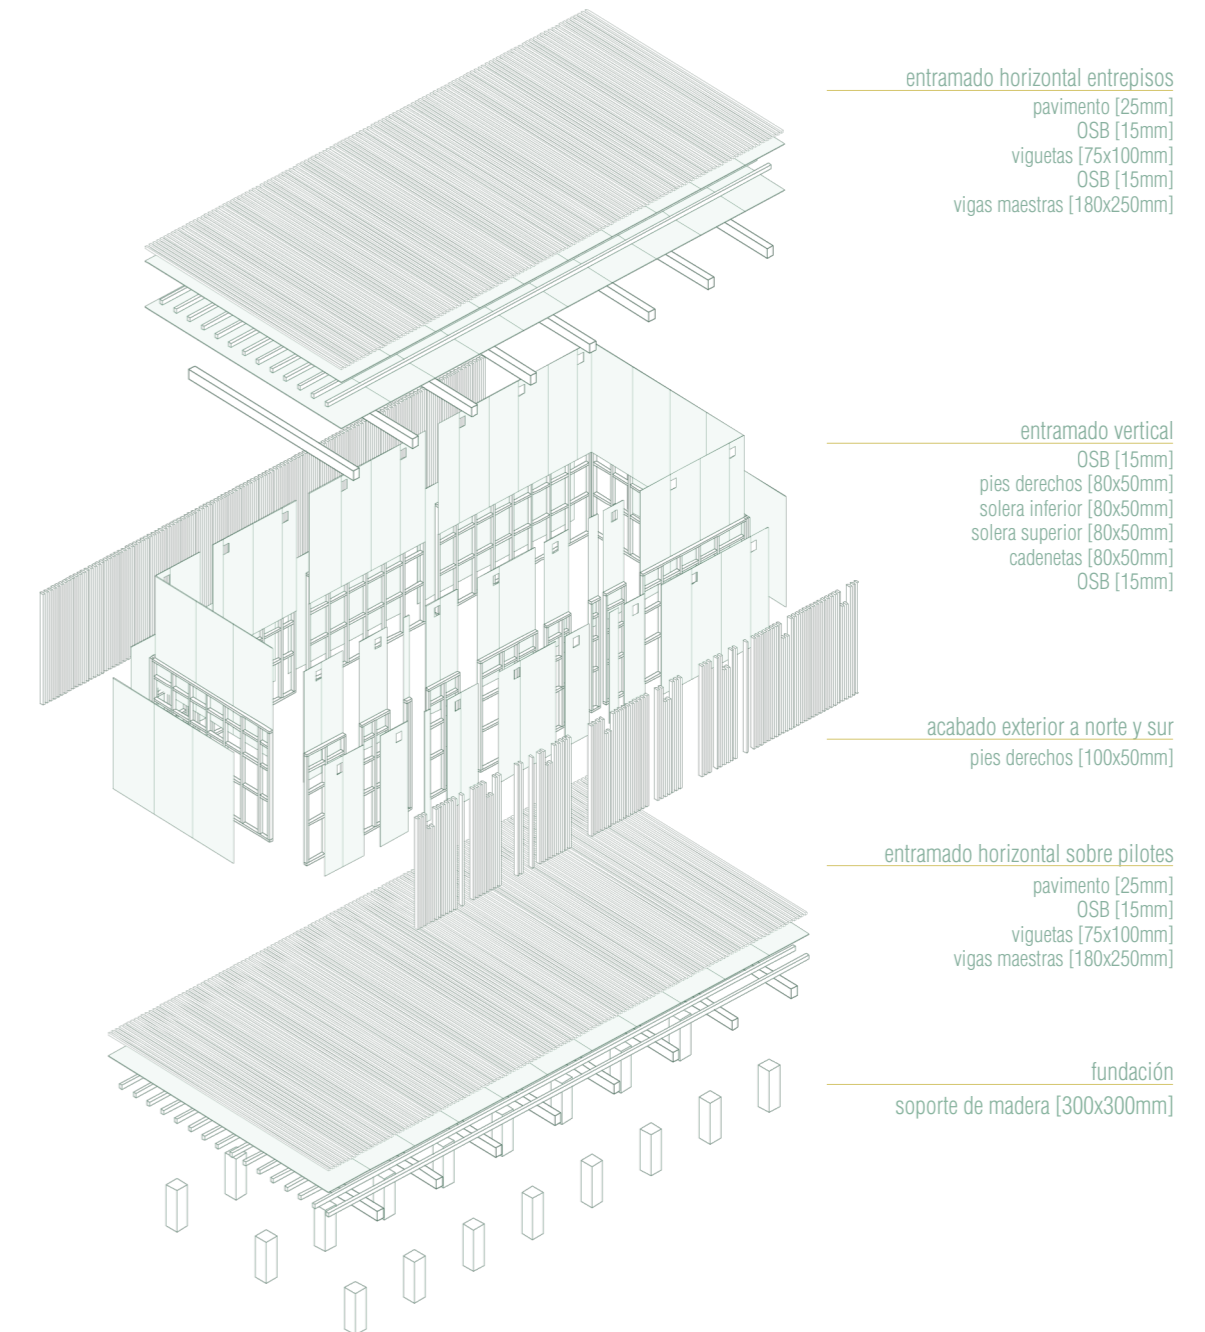 entramado horizontal entrepisos
pavimento [25mm]
OSB [15mm]
viguetas [75x100mm]
OSB [15mm]
vigas maestras [180x250mm]
entramado vertical
OSB [15mm]
pies derechos [80x50mm]
solera inferior [80x50mm]
solera superior [80x50mm]
cadenetas [80x50mm]
OSB [15mm]
acabado exterior a norte y sur
pies derechos [100x50mm]
entramado horizontal sobre pilotes
pavimento [25mm]
OSB [15mm]
viguetas [75x100mm]
vigas maestras [180x250mm]
fundación
soporte de madera [300x300mm]